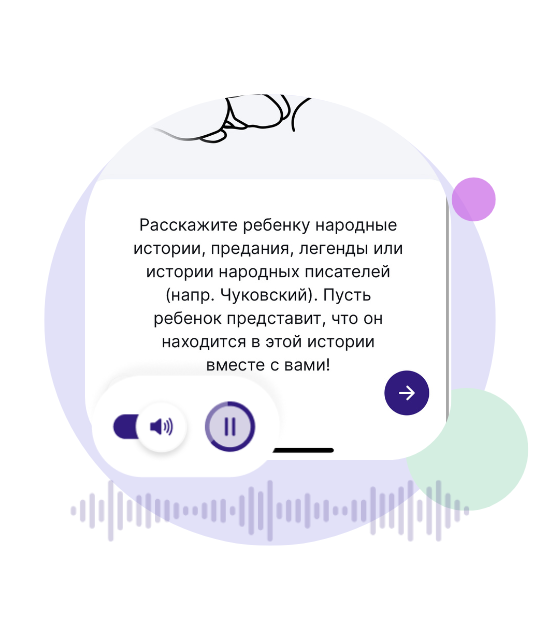 Расскажите ребенку народные
истории, предания, легенды или
истории народных писателей
(напр. Чуковский). Пусть
ребенок представит, что он
находится в этой истории
вместе с вами!